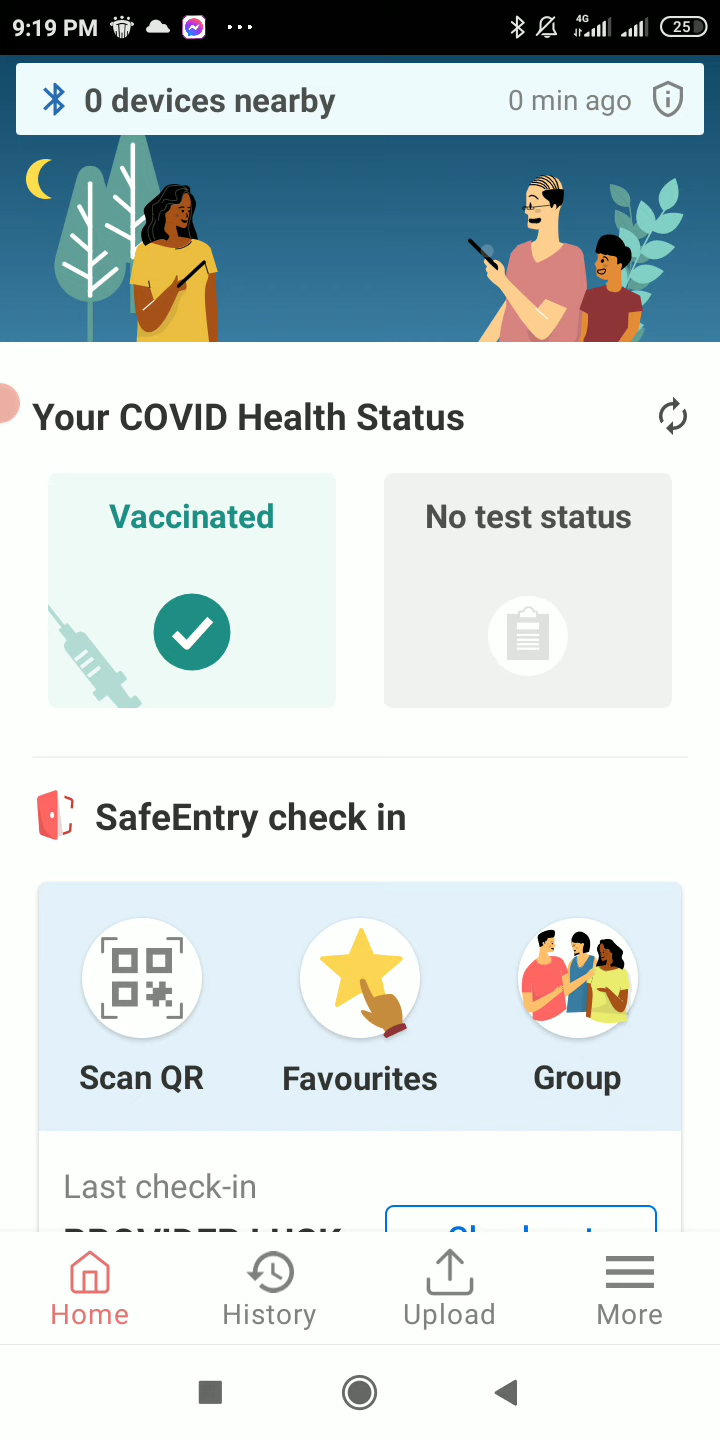 9:19 PM
4G
25
0 devices nearby
0 min ago
Your COVID Health Status
Vaccinated
No test status
SafeEntry check in
Scan QR
Favourites
Group
Last check-in
Home
History
Upload
More